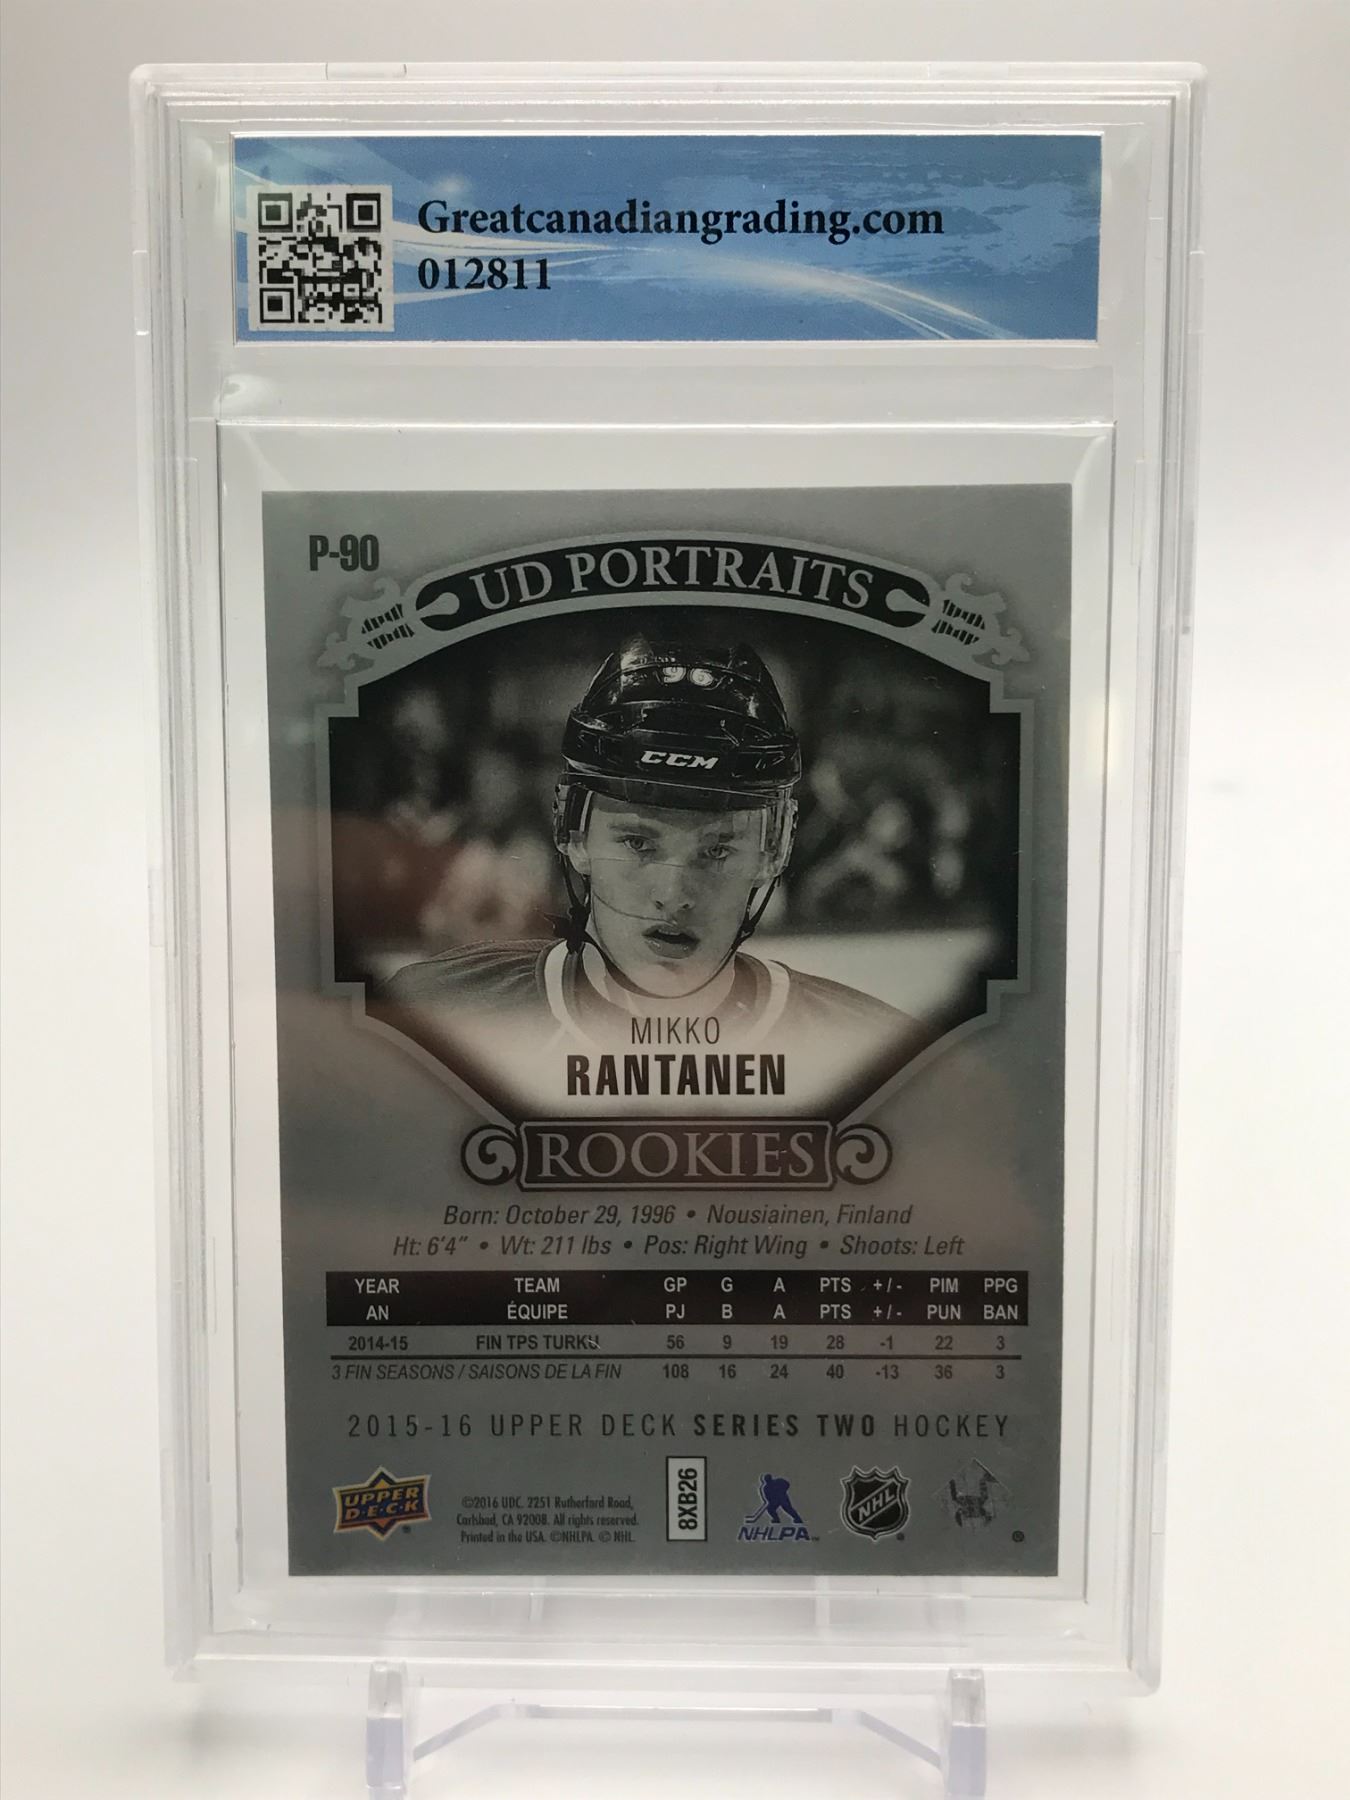 Greatcanadiangrading.com
012811
P-90
UD PORTRAITS
96
CCM
MIKKO
RANTANEN
ROOKIES
Born: October 29, 1996 • Nousiainen, Finland
Ht: 6'4" • Wt: 211 lbs • Pos: Right Wing • Shoots: Left
YEAR TEAM GP G A PTS +/- PIM PPG
AN ÉQUIPE PJ B A PTS +/- PUN BAN
2014-15 FIN TPS TURKU 56 9 19 28 -1 22 3
3 FIN SEASONS / SAISONS DE LA FIN 108 16 24 40 -13 36 3
2015-16 UPPER DECK SERIES TWO HOCKEY
UPPER
D·E·C·K
©2016 UDC. 2251 Rutherford Road,
Carlsbad, CA 92008. All rights reserved.
Printed in the USA. ©NHLPA. © NHL.
8XB26
NHLPA™
NHL